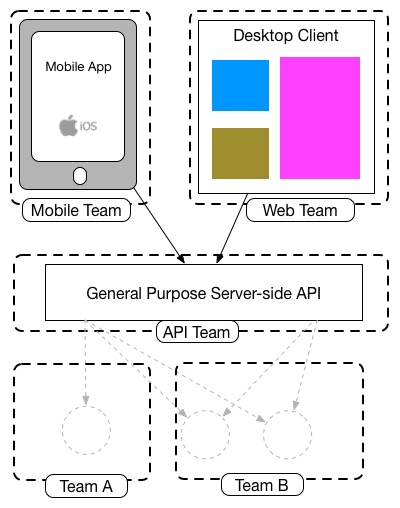 Mobile App
iOS
Mobile Team
Desktop Client
Web Team
General Purpose Server-side API
API Team
Team A
Team B